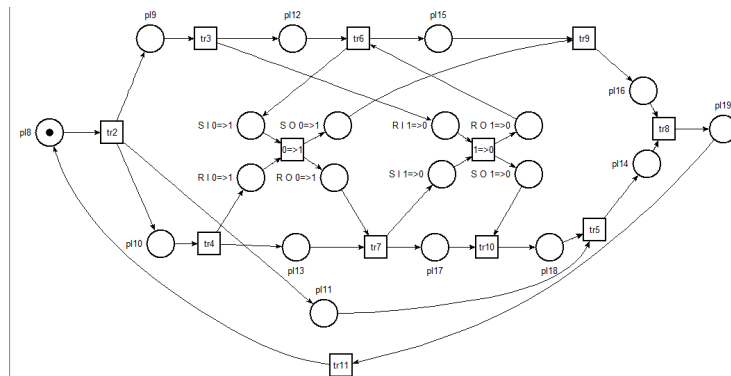 pl9
pl12
pl15
tr3
tr6
tr9
pl8
tr2
pl16
pl19
S I 0=>1
S O 0=>1
R I 1=>0
R O 1=>0
tr8
0=>1
1=>0
pl14
R I 0=>1
R O 0=>1
S I 1=>0
S O 1=>0
tr5
pl10
tr4
pl13
tr7
pl17
tr10
pl18
pl11
tr11